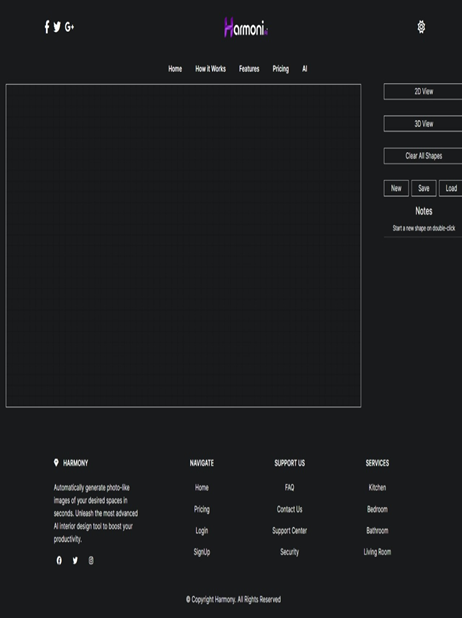 G+
Harmoni
Home How it Works Features Pricing AI
2D View
3D View
Clear All Shapes
New Save Load
Notes
Start a new shape on double-click
HARMONY
Automatically generate photo-like
images of your desired spaces in
seconds. Unleash the most advanced
AI interior design tool to boost your
productivity.
NAVIGATE
Home
Pricing
Login
SignUp
SUPPORT US
FAQ
Contact Us
Support Center
Security
SERVICES
Kitchen
Bedroom
Bathroom
Living Room
© Copyright Harmony. All Rights Reserved